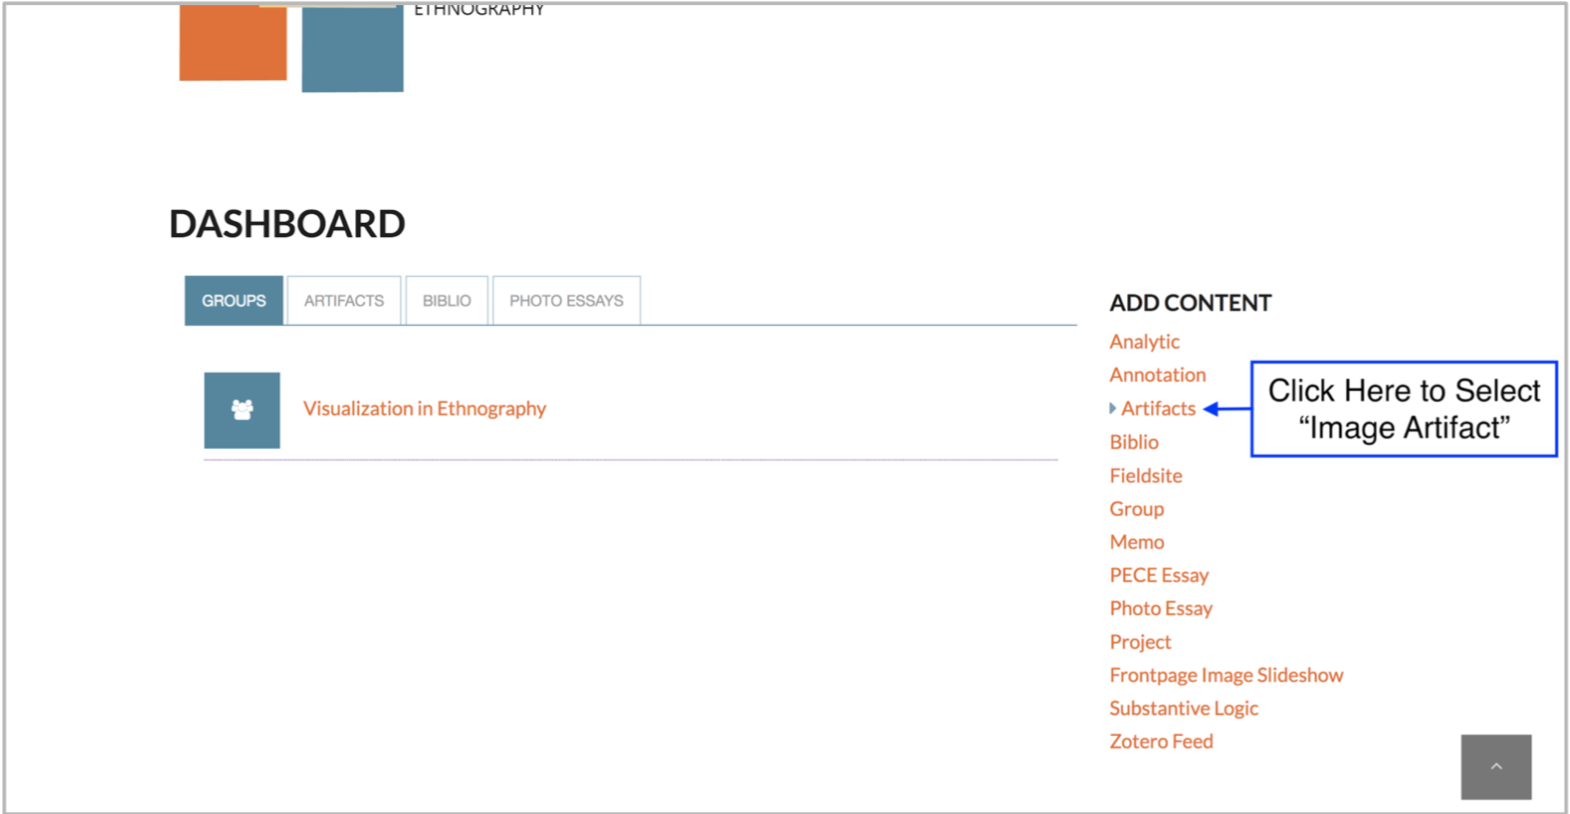 ETHNOGRAPHY
DASHBOARD
GROUPS
ARTIFACTS
BIBLIO
PHOTO ESSAYS
Visualization in Ethnography
ADD CONTENT
Analytic
Annotation
Artifacts
Biblio
Fieldsite
Group
Memo
PECE Essay
Photo Essay
Project
Frontpage Image Slideshow
Substantive Logic
Zotero Feed
Click Here to Select
“Image Artifact”